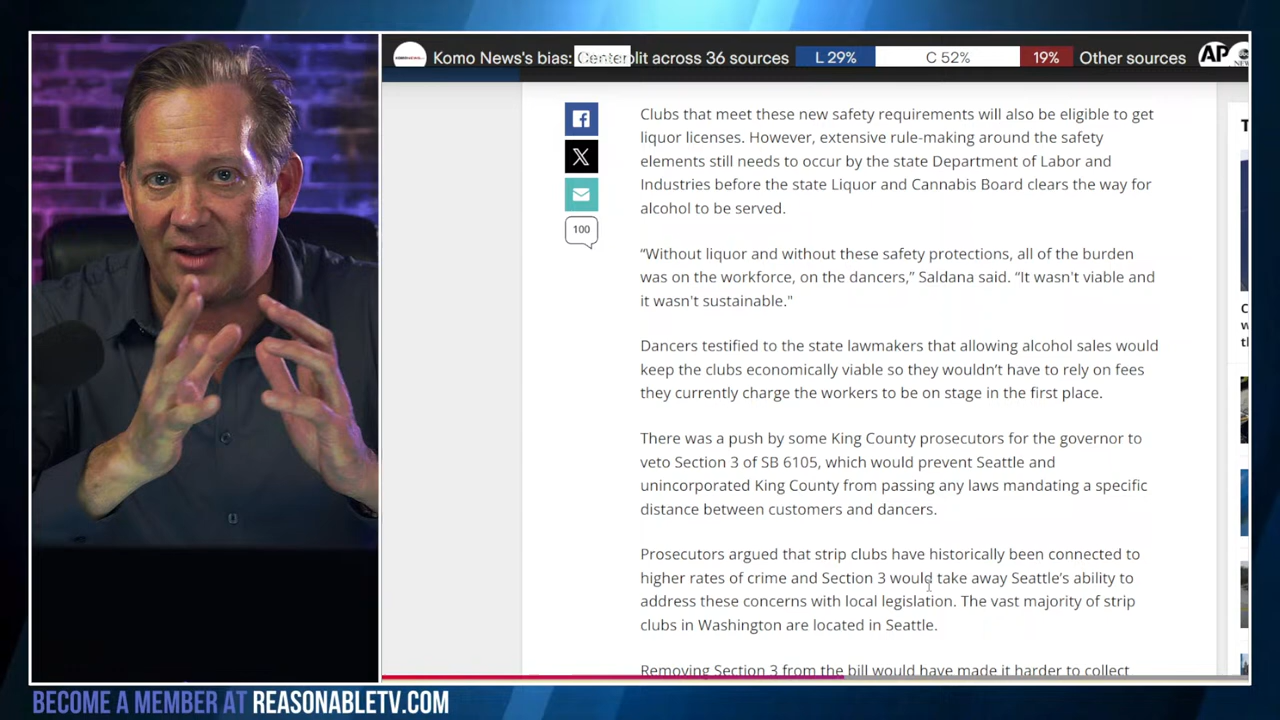 Komo News's bias: Center split across 36 sources L 29% C 52% 19% Other sources AP
Clubs that meet these new safety requirements will also be eligible to get
liquor licenses. However, extensive rule-making around the safety
elements still needs to occur by the state Department of Labor and
Industries before the state Liquor and Cannabis Board clears the way for
alcohol to be served.
100
“Without liquor and without these safety protections, all of the burden
was on the workforce, on the dancers,” Saldana said. “It wasn't viable and
it wasn't sustainable."
Dancers testified to the state lawmakers that allowing alcohol sales would
keep the clubs economically viable so they wouldn’t have to rely on fees
they currently charge the workers to be on stage in the first place.
There was a push by some King County prosecutors for the governor to
veto Section 3 of SB 6105, which would prevent Seattle and
unincorporated King County from passing any laws mandating a specific
distance between customers and dancers.
Prosecutors argued that strip clubs have historically been connected to
higher rates of crime and Section 3 would take away Seattle’s ability to
address these concerns with local legislation. The vast majority of strip
clubs in Washington are located in Seattle.
Removing Section 3 from the bill would have made it harder to collect
BECOME A MEMBER AT REASONABLETV.COM